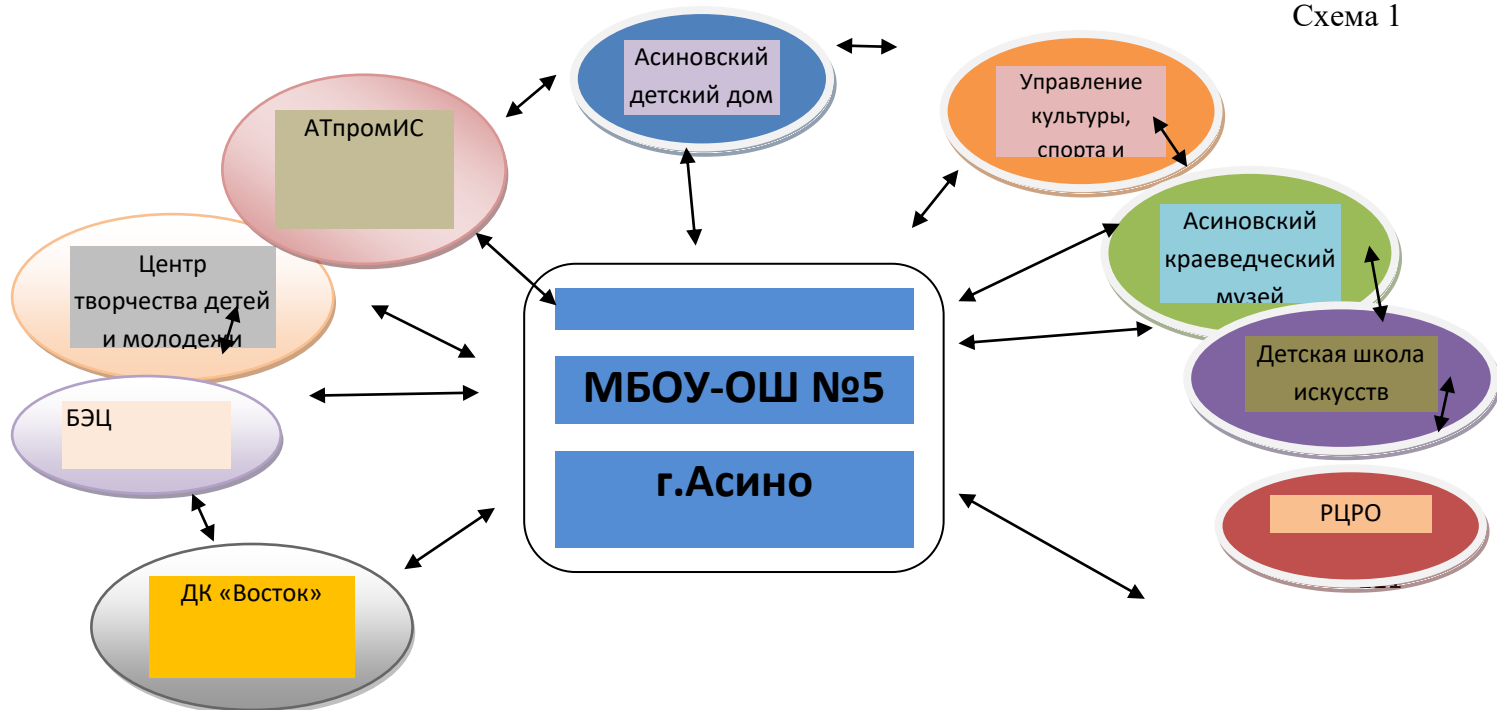 Схема 1
Асиновский
детский дом
Управление
культуры,
спорта и
АТпромИС
Асиновский
краеведческий
музей
Центр
творчества детей
и молодежи
МБОУ-ОШ №5
г.Асино
Детская школа
искусств
БЭЦ
РЦРО
ДК «Восток»